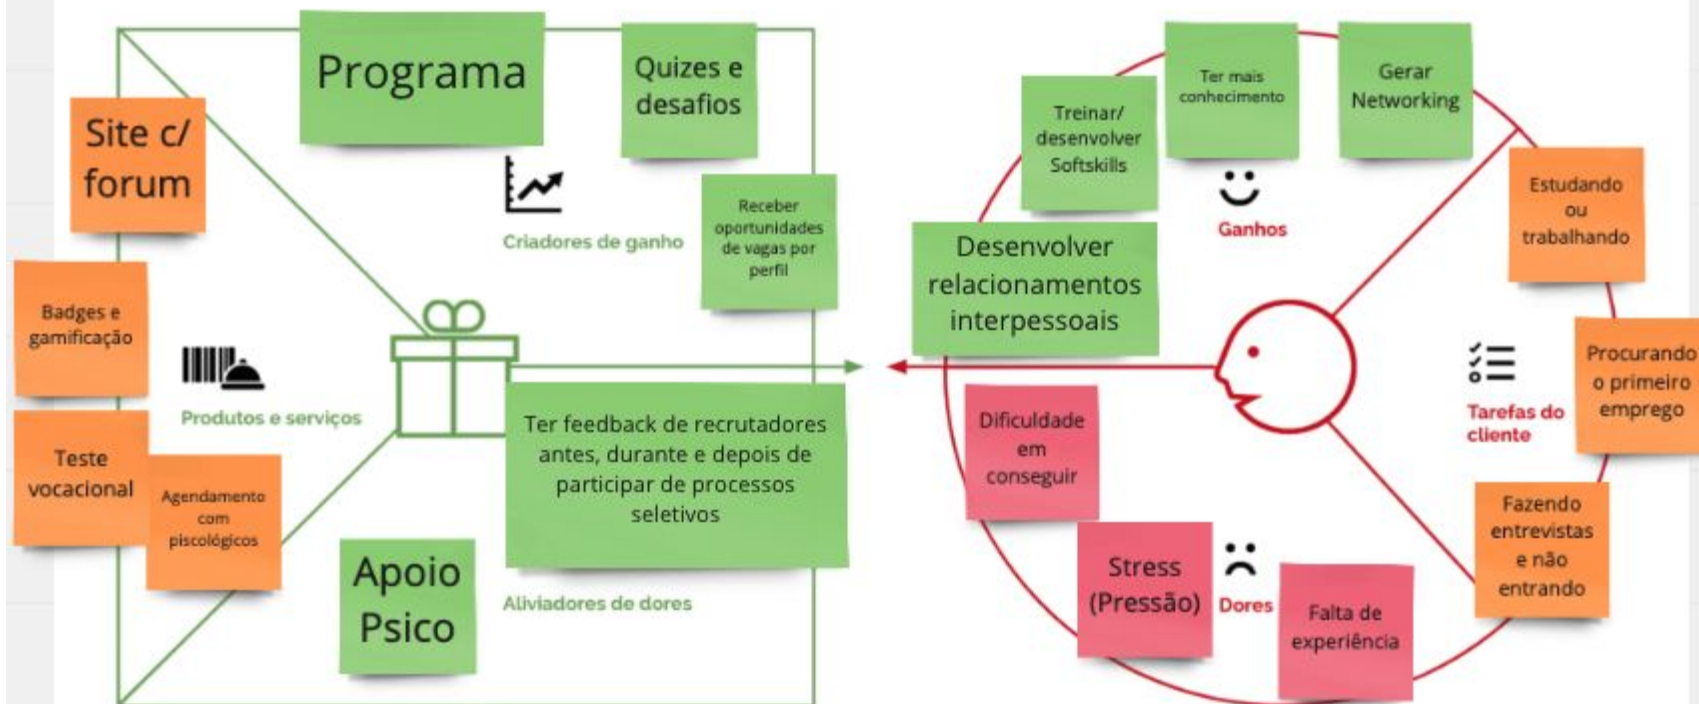 Programa
Quizes e
desafios
Site c/
forum
Receber
oportunidades
de vagas por
perfil
Criadores de ganho
Badges e
gamificação
Produtos e serviços
Teste
vocacional
Agendamento
com
piscológicos
Ter feedback de recrutadores
antes, durante e depois de
participar de processos
seletivos
Apoio
Psico
Aliviadores de dores
Ter mais
conhecimento
Gerar
Networking
Treinar/
desenvolver
Softskills
Ganhos
Desenvolver
relacionamentos
interpessoais
Estudando
ou
trabalhando
Procurando
o primeiro
emprego
Tarefas do
cliente
Fazendo
entrevistas
e não
entrando
Dificuldade
em
conseguir
Stress
(Pressão)
Dores
Falta de
experiência